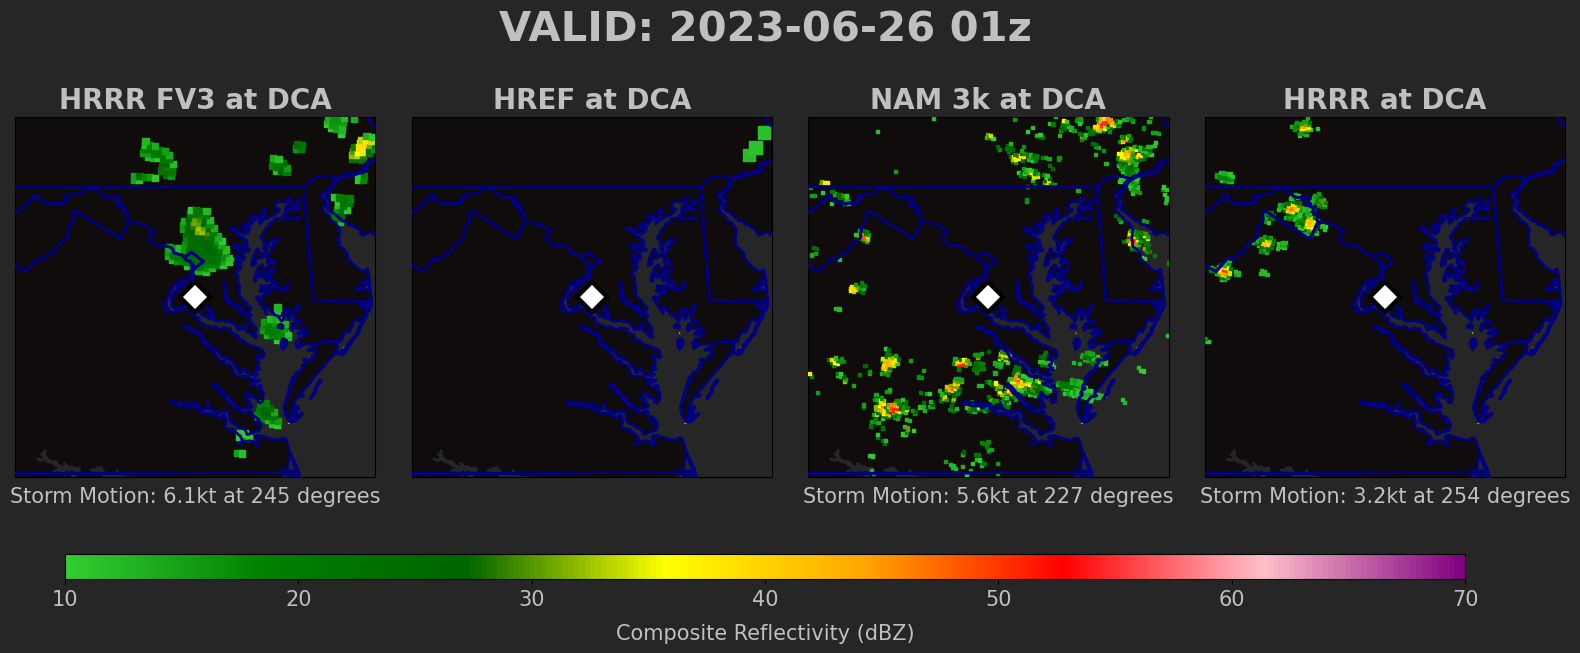 VALID: 2023-06-26 01z
HRRR FV3 at DCA
HREF at DCA
NAM 3k at DCA
HRRR at DCA
Storm Motion: 6.1kt at 245 degrees
Storm Motion: 5.6kt at 227 degrees
Storm Motion: 3.2kt at 254 degrees
10 20 30 40 50 60 70
Composite Reflectivity (dBZ)